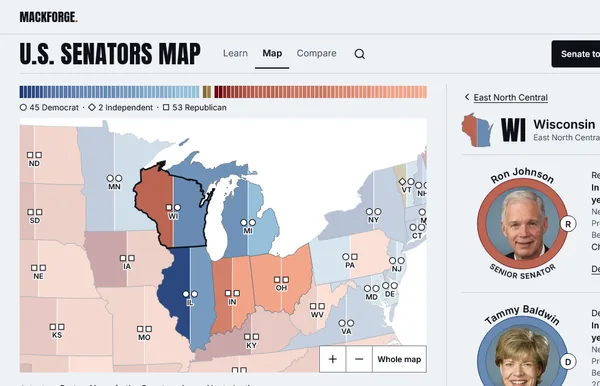 MACKFORGE.
U.S. SENATORS MAP
Learn
Map
Compare
Senate to
45 Democrat · 2 Independent · 53 Republican
East North Central
WI
Wisconsin
East North Central
ND
MN
WI
SD
MI
IA
NE
IL
IN
OH
KS
MO
KY
WV
VA
PA
NY
VT
NH
CT
NJ
MD
DE
Ron Johnson
R
SENIOR SENATOR
Tammy Baldwin
D
+
−
Whole map